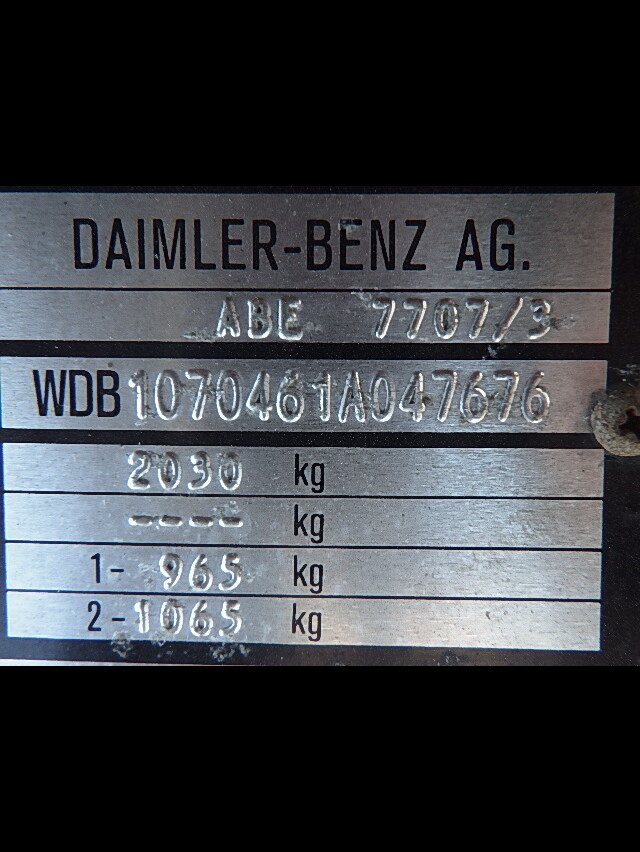 DAIMLER-BENZ AG.
ABE 7707/3
WDB1070461A047676
2030 kg
---- kg
1- 965 kg
2-1065 kg